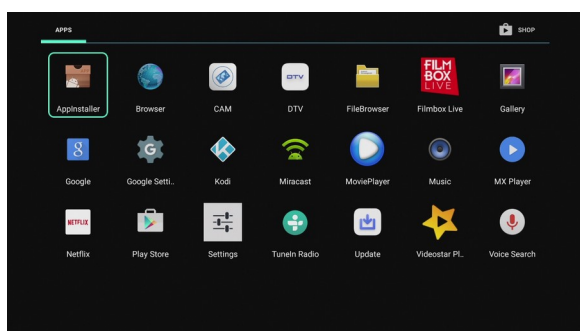 APPS
SHOP
DTV
FILM
BOX
LIVE
AppInstaller
Browser
CAM
DTV
FileBrowser
Filmbox Live
Gallery
8
G
Google
Google Setti..
Kodi
Miracast
MoviePlayer
Music
MX Player
NETFLIX
Netflix
Play Store
Settings
TuneIn Radio
Update
Videostar Pl..
Voice Search